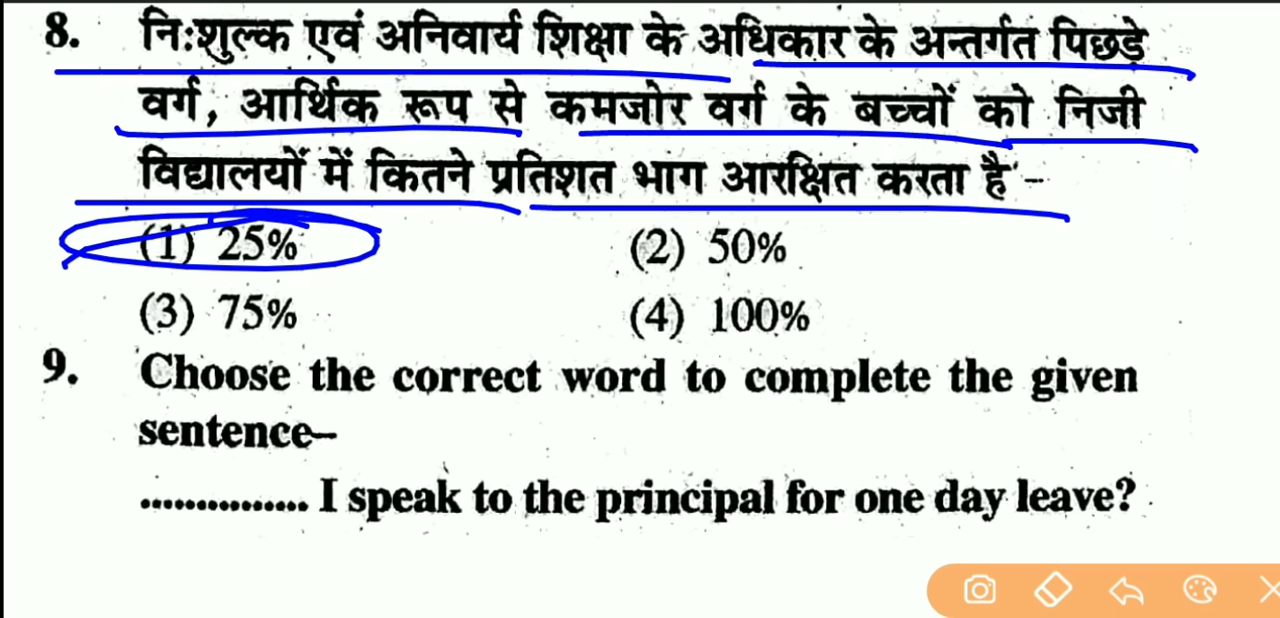 8. नि:शुल्क एवं अनिवार्य शिक्षा के अधिकार के अन्तर्गत पिछड़े
वर्ग, आर्थिक रूप से कमजोर वर्ग के बच्चों को निजी
विद्यालयों में कितने प्रतिशत भाग आरक्षित करता है -
(1) 25% (2) 50%
(3) 75% (4) 100%
9. Choose the correct word to complete the given
sentence–
............... I speak to the principal for one day leave?